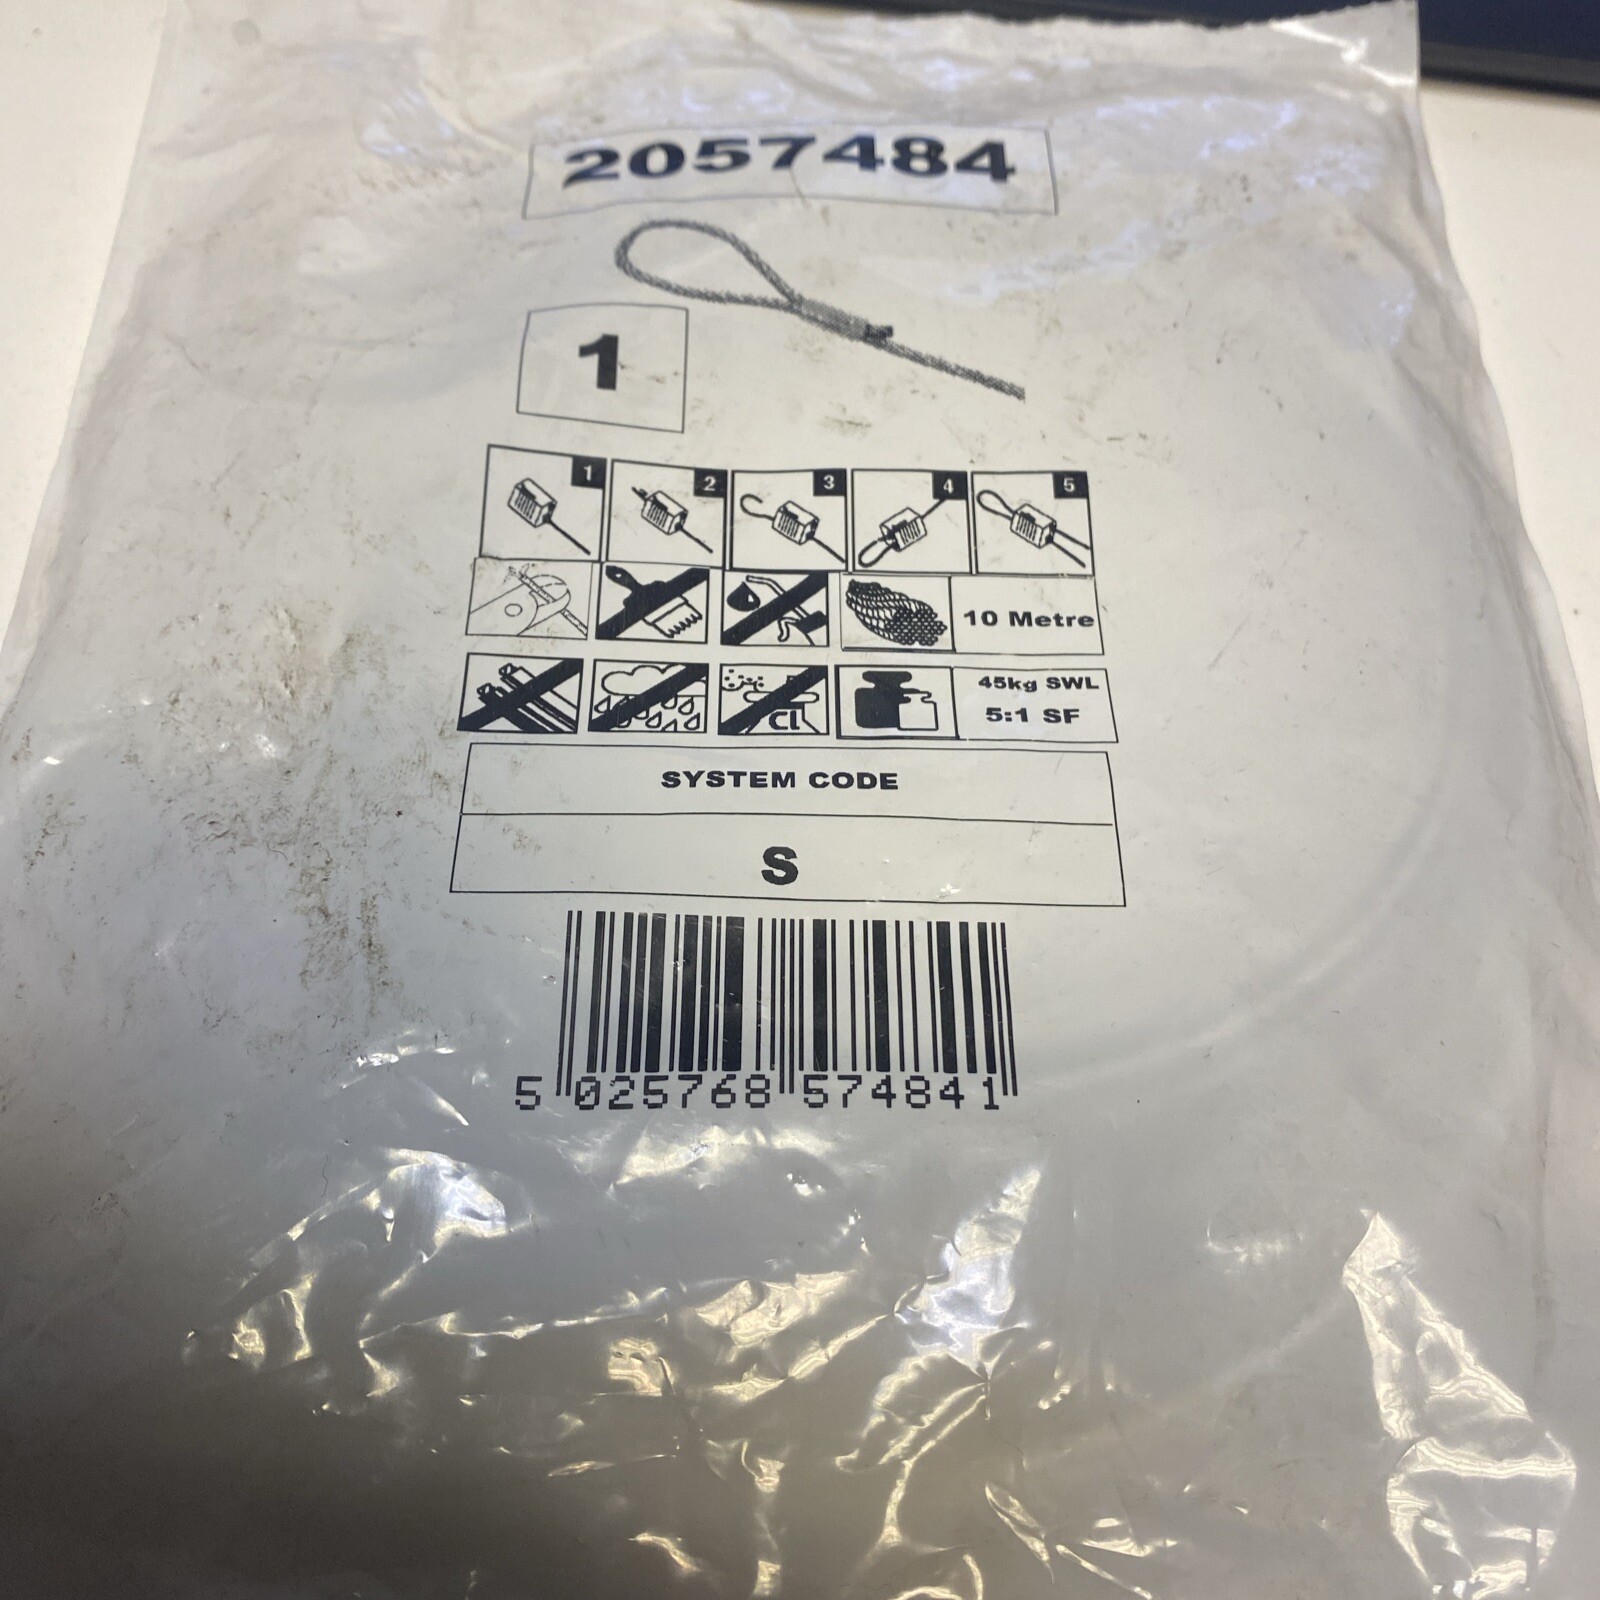 2057484
1
1 2 3 4 5
10 Metre
45kg SWL
5:1 SF
Cl
SYSTEM CODE
S
5 025768 574841